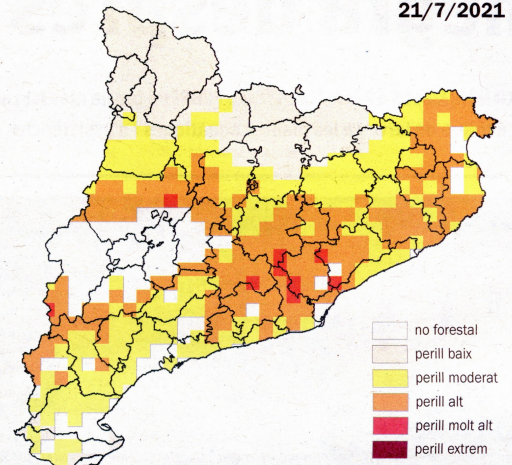 21/7/2021
no forestal
perill baix
perill moderat
perill alt
perill molt alt
perill extrem